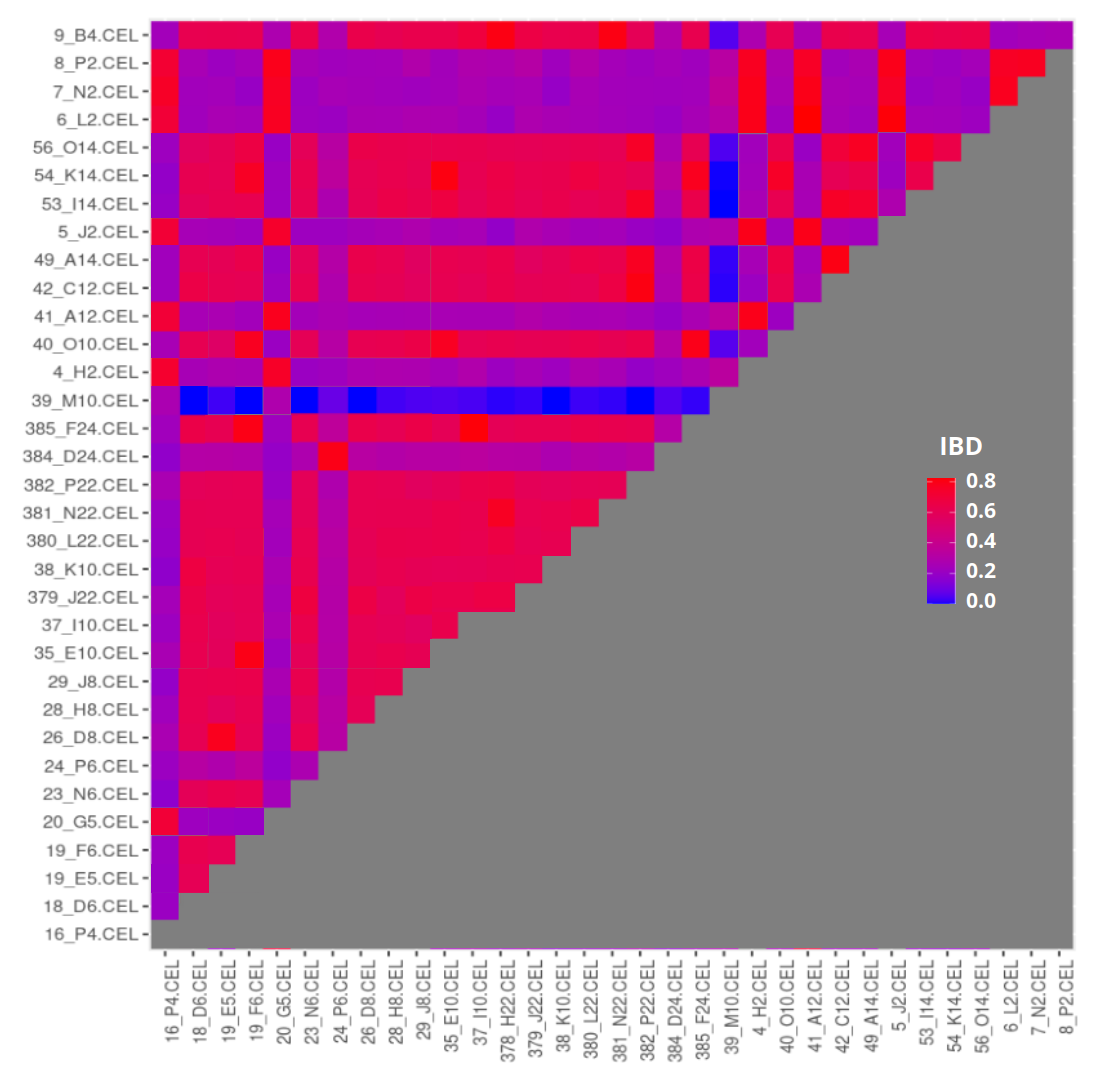 9_B4.CEL
8_P2.CEL
7_N2.CEL
6_L2.CEL
56_O14.CEL
54_K14.CEL
53_I14.CEL
5_J2.CEL
49_A14.CEL
42_C12.CEL
41_A12.CEL
40_O10.CEL
4_H2.CEL
39_M10.CEL
385_F24.CEL
384_D24.CEL
382_P22.CEL
381_N22.CEL
380_L22.CEL
38_K10.CEL
379_J22.CEL
37_I10.CEL
35_E10.CEL
29_J8.CEL
28_H8.CEL
26_D8.CEL
24_P6.CEL
23_N6.CEL
20_G5.CEL
19_F6.CEL
19_E5.CEL
18_D6.CEL
16_P4.CEL
IBD
0.8
0.6
0.4
0.2
0.0
16_P4.CEL
18_D6.CEL
19_E5.CEL
19_F6.CEL
20_G5.CEL
23_N6.CEL
24_P6.CEL
26_D8.CEL
28_H8.CEL
29_J8.CEL
35_E10.CEL
37_I10.CEL
378_H22.CEL
379_J22.CEL
38_K10.CEL
380_L22.CEL
381_N22.CEL
382_P22.CEL
384_D24.CEL
385_F24.CEL
39_M10.CEL
4_H2.CEL
40_O10.CEL
41_A12.CEL
42_C12.CEL
49_A14.CEL
5_J2.CEL
53_I14.CEL
54_K14.CEL
56_O14.CEL
6_L2.CEL
7_N2.CEL
8_P2.CEL